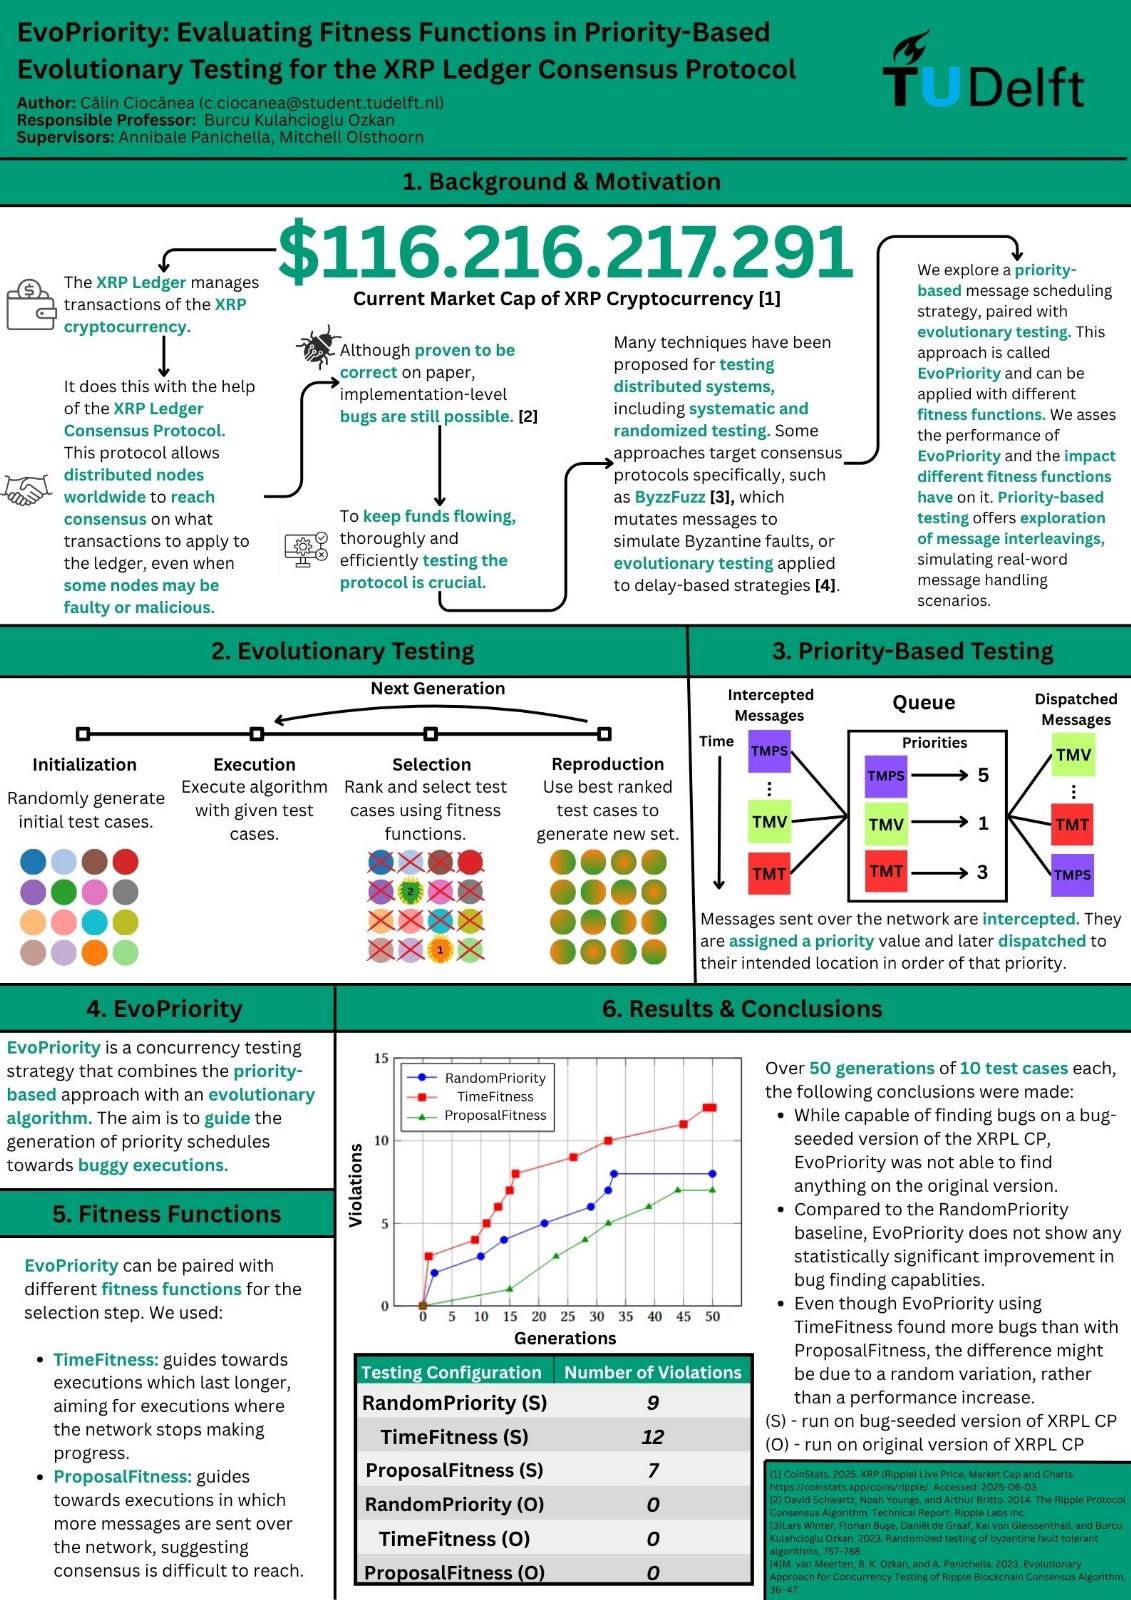 EvoPriority: Evaluating Fitness Functions in Priority-Based
Evolutionary Testing for the XRP Ledger Consensus Protocol
Author: Călin Ciocănea (c.ciocanea@student.tudelft.nl)
Responsible Professor: Burcu Kulahcioglu Ozkan
Supervisors: Annibale Panichella, Mitchell Olsthoorn
TU Delft
1. Background & Motivation
$116.216.217.291
Current Market Cap of XRP Cryptocurrency [1]
The XRP Ledger manages
transactions of the XRP
cryptocurrency.
It does this with the help
of the XRP Ledger
Consensus Protocol.
This protocol allows
distributed nodes
worldwide to reach
consensus on what
transactions to apply to
the ledger, even when
some nodes may be
faulty or malicious.
Although proven to be
correct on paper,
implementation-level
bugs are still possible. [2]
To keep funds flowing,
thoroughly and
efficiently testing the
protocol is crucial.
Many techniques have been
proposed for testing
distributed systems,
including systematic and
randomized testing. Some
approaches target consensus
protocols specifically, such
as ByzzFuzz [3], which
mutates messages to
simulate Byzantine faults, or
evolutionary testing applied
to delay-based strategies [4].
We explore a priority-
based message scheduling
strategy, paired with
evolutionary testing. This
approach is called
EvoPriority and can be
applied with different
fitness functions. We asses
the performance of
EvoPriority and the impact
different fitness functions
have on it. Priority-based
testing offers exploration
of message interleavings,
simulating real-word
message handling
scenarios.
2. Evolutionary Testing
Next Generation
Initialization
Randomly generate
initial test cases.
Execution
Execute algorithm
with given test
cases.
Selection
Rank and select test
cases using fitness
functions.
2
1
Reproduction
Use best ranked
test cases to
generate new set.
3. Priority-Based Testing
Intercepted
Messages
Queue
Dispatched
Messages
Time
Priorities
TMPS
TMV
TMT
TMPS
5
TMV
1
TMT
3
TMV
TMT
TMPS
Messages sent over the network are intercepted. They
are assigned a priority value and later dispatched to
their intended location in order of that priority.
4. EvoPriority
EvoPriority is a concurrency testing
strategy that combines the priority-
based approach with an evolutionary
algorithm. The aim is to guide the
generation of priority schedules
towards buggy executions.
5. Fitness Functions
EvoPriority can be paired with
different fitness functions for the
selection step. We used:
• TimeFitness: guides towards
executions which last longer,
aiming for executions where
the network stops making
progress.
• ProposalFitness: guides
towards executions in which
more messages are sent over
the network, suggesting
consensus is difficult to reach.
6. Results & Conclusions
RandomPriority
TimeFitness
ProposalFitness
15
10
5
0
Violations
0 5 10 15 20 25 30 35 40 45 50
Generations
Testing Configuration Number of Violations
RandomPriority (S) 9
TimeFitness (S) 12
ProposalFitness (S) 7
RandomPriority (O) 0
TimeFitness (O) 0
ProposalFitness (O) 0
Over 50 generations of 10 test cases each,
the following conclusions were made:
• While capable of finding bugs on a bug-
seeded version of the XRPL CP,
EvoPriority was not able to find
anything on the original version.
• Compared to the RandomPriority
baseline, EvoPriority does not show any
statistically significant improvement in
bug finding capablities.
• Even though EvoPriority using
TimeFitness found more bugs than with
ProposalFitness, the difference might
be due to a random variation, rather
than a performance increase.
(S) - run on bug-seeded version of XRPL CP
(O) - run on original version of XRPL CP
[1] CoinStats. 2025. XRP (Ripple) Live Price, Market Cap and Charts.
https://coinstats.app/coins/ripple/. Accessed: 2025-06-03.
[2] David Schwartz, Noah Youngs, and Arthur Britto. 2014. The Ripple Protocol
Consensus Algorithm. Technical Report. Ripple Labs Inc.
[3]Lars Winter, Florian Buşe, Daniël de Graaf, Kai von Gleissenthall, and Burcu
Kulahcioglu Ozkan. 2023. Randomized testing of byzantine fault tolerant
algorithms, 757–788.
[4]M. van Meerten, B. K. Ozkan, and A. Panichella. 2023. Evolutionary
Approach for Concurrency Testing of Ripple Blockchain Consensus Algorithm,
36–47.